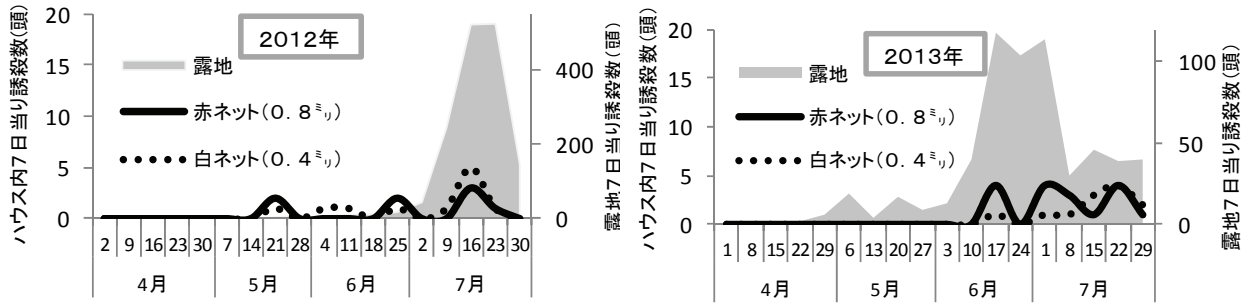 ハウス内7日当り誘殺数(頭)
20
15
10
5
0
2012年
露地
赤ネット(0.8㍉)
白ネット(0.4㍉)
400
200
0
露地7日当り誘殺数(頭)
2 9 16 23 30 7 14 21 28 4 11 18 25 2 9 16 23 30
4月 5月 6月 7月
ハウス内7日当り誘殺数(頭)
20
15
10
5
0
2013年
露地
赤ネット(0.8㍉)
白ネット(0.4㍉)
100
50
0
露地7日当り誘殺数(頭)
1 8 15 22 29 6 13 20 27 3 10 17 24 1 8 15 22 29
4月 5月 6月 7月